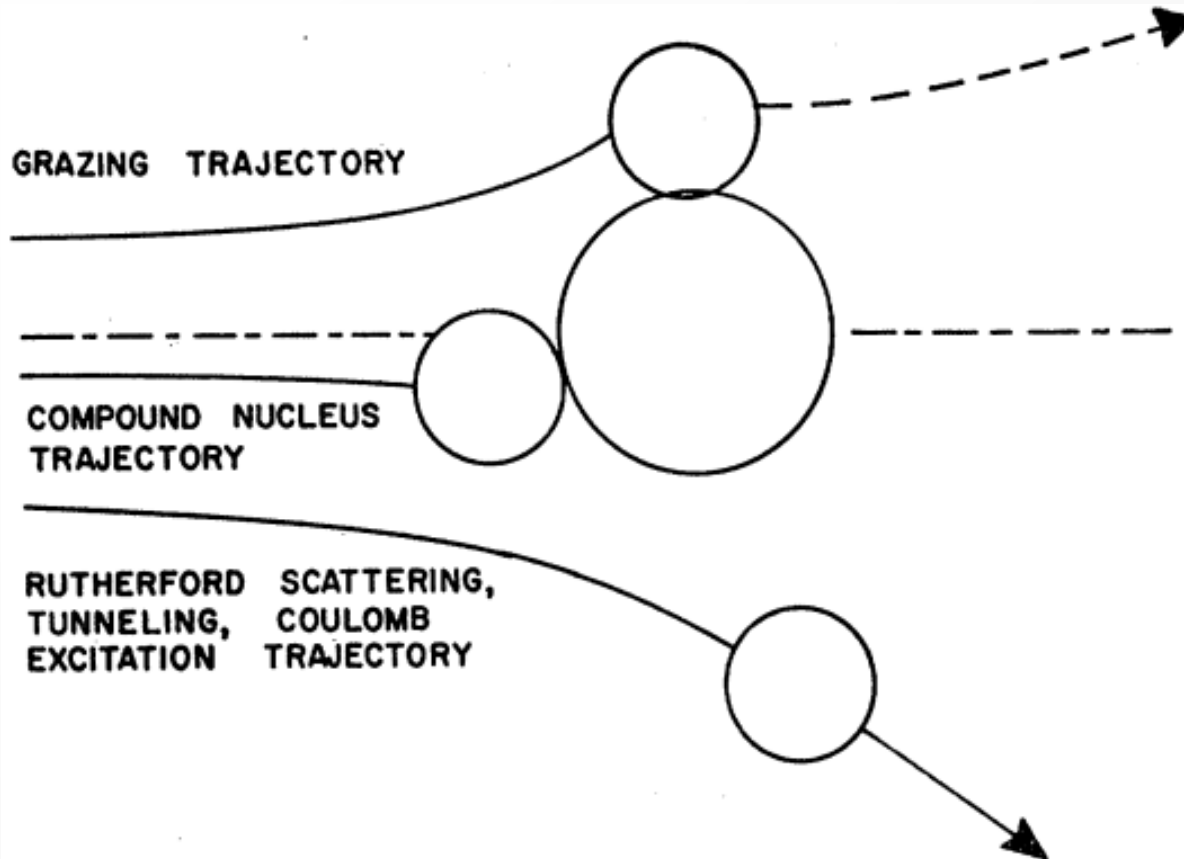 GRAZING TRAJECTORY
COMPOUND NUCLEUS
TRAJECTORY
RUTHERFORD SCATTERING,
TUNNELING, COULOMB
EXCITATION TRAJECTORY